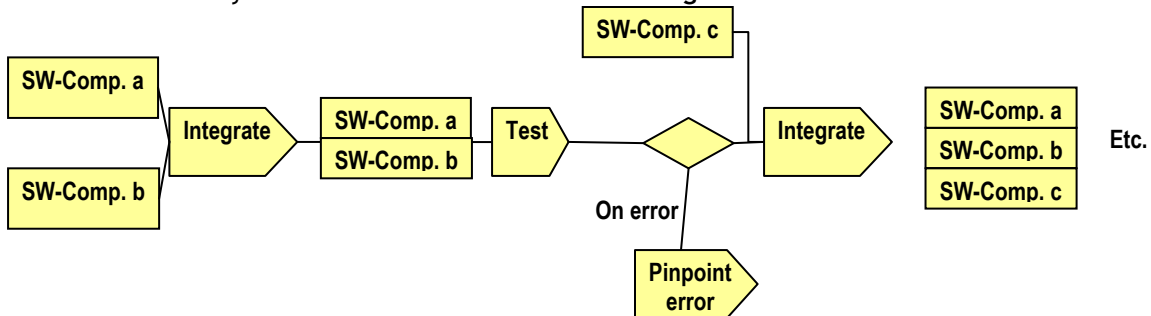 SW-Comp. c
SW-Comp. a
Integrate
SW-Comp. a
SW-Comp. b
Test
Integrate
SW-Comp. a
SW-Comp. b
SW-Comp. c
Etc.
SW-Comp. b
On error
Pinpoint
error